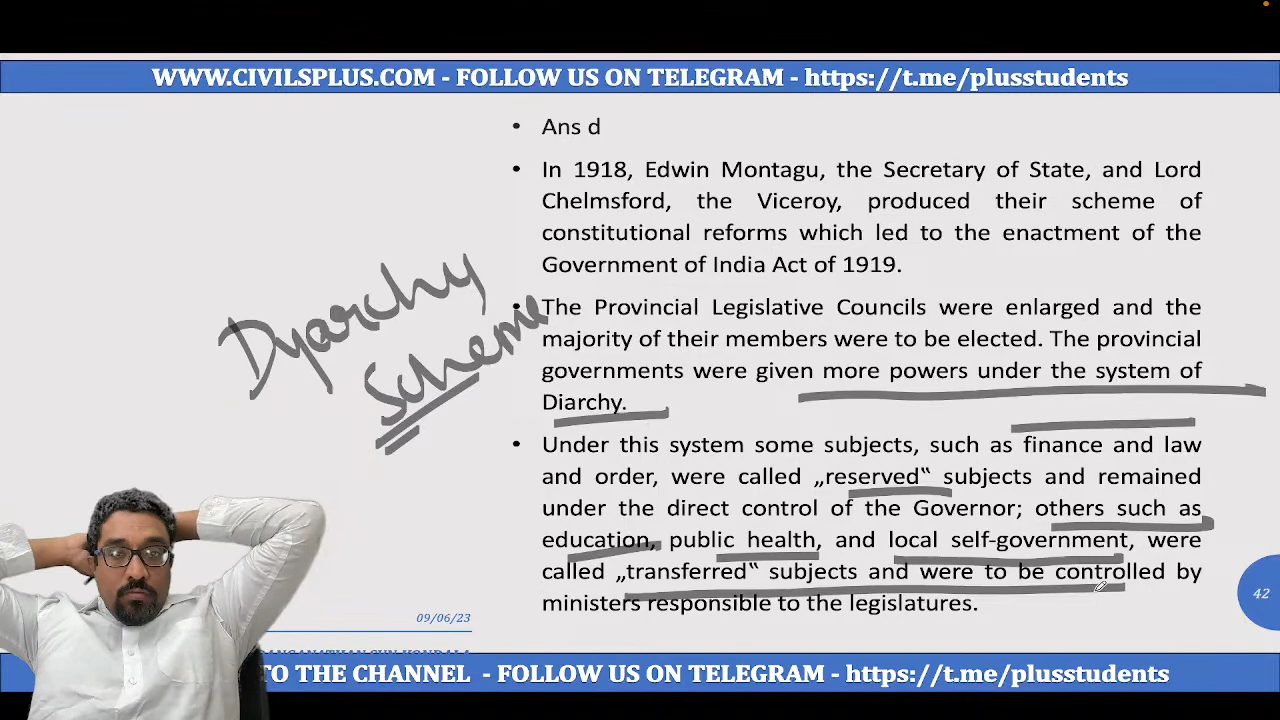 WWW.CIVILSPLUS.COM - FOLLOW US ON TELEGRAM - https://t.me/plusstudents
• Ans d
• In 1918, Edwin Montagu, the Secretary of State, and Lord
Chelmsford, the Viceroy, produced their scheme of
constitutional reforms which led to the enactment of the
Government of India Act of 1919.
Dyarchy
Scheme
• The Provincial Legislative Councils were enlarged and the
majority of their members were to be elected. The provincial
governments were given more powers under the system of
Diarchy.
• Under this system some subjects, such as finance and law
and order, were called „reserved‟ subjects and remained
under the direct control of the Governor; others such as
education, public health, and local self-government, were
called „transferred‟ subjects and were to be controlled by
ministers responsible to the legislatures.
09/06/23
42
TO THE CHANNEL - FOLLOW US ON TELEGRAM - https://t.me/plusstudents